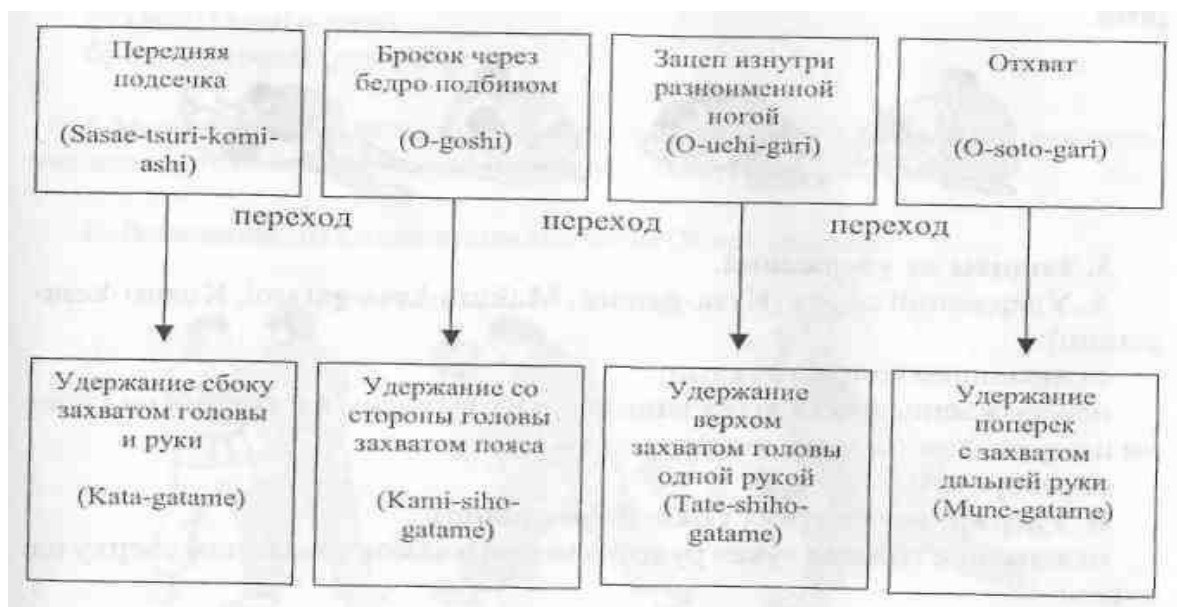 Передняя
подсечка
(Sasae-tsuri-komi-
ashi)
Бросок через
бедро подбивом
(O-goshi)
Зацеп изнутри
разноименной
ногой
(O-uchi-gari)
Отхват
(O-soto-gari)
переход
переход
переход
Удержание сбоку
захватом головы
и руки
(Kata-gatame)
Удержание со
стороны головы
захватом пояса
(Kami-siho-
gatame)
Удержание
верхом
захватом головы
одной рукой
(Tate-shiho-
gatame)
Удержание
поперек
с захватом
дальней руки
(Mune-gatame)